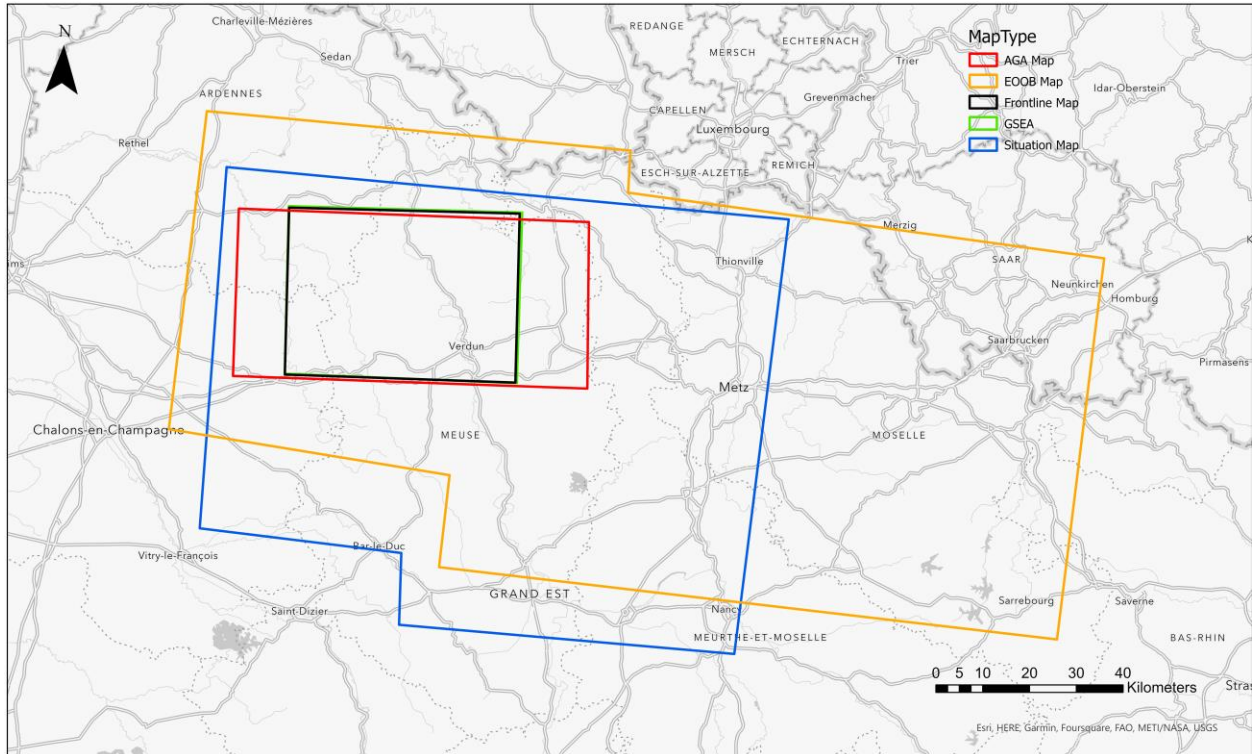 Charleville-Mézières
REDANGE
ECHTERNACH
MERSCH
N
Sedan
Trier
MapType
AGA Map
EOOB Map
Frontline Map
GSEA
Situation Map
ARDENNES
CAPELLEN
Grevenmacher
Idar-Oberstein
Luxembourg
Rethel
REMICH
ESCH-SUR-ALZETTE
Merzig
SAAR
Thionville
Neunkirchen
Homburg
Verdun
Saarbrucken
Pirmasens
Metz
Chalons-en-Champagne
MEUSE
MOSELLE
Bar-le-Duc
Vitry-le-François
GRAND EST
Saint-Dizier
Nancy
Sarrebourg
Saverne
MEURTHE-ET-MOSELLE
BAS-RHIN
0 5 10 20 30 40
Kilometers
Stras
Esri, HERE, Garmin, Foursquare, FAO, METI/NASA, USGS